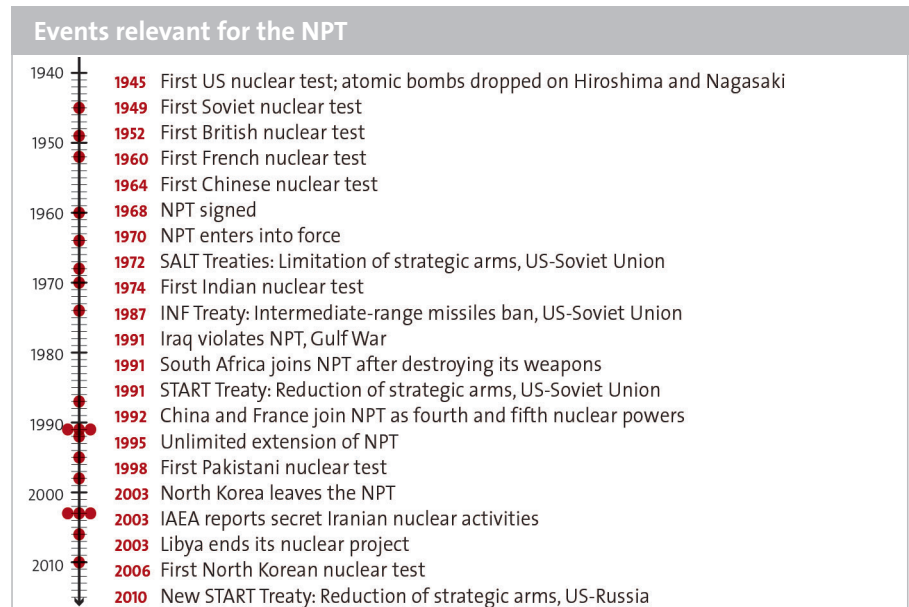 Events relevant for the NPT
1940
1950
1960
1970
1980
1990
2000
2010
1945 First US nuclear test; atomic bombs dropped on Hiroshima and Nagasaki
1949 First Soviet nuclear test
1952 First British nuclear test
1960 First French nuclear test
1964 First Chinese nuclear test
1968 NPT signed
1970 NPT enters into force
1972 SALT Treaties: Limitation of strategic arms, US-Soviet Union
1974 First Indian nuclear test
1987 INF Treaty: Intermediate-range missiles ban, US-Soviet Union
1991 Iraq violates NPT, Gulf War
1991 South Africa joins NPT after destroying its weapons
1991 START Treaty: Reduction of strategic arms, US-Soviet Union
1992 China and France join NPT as fourth and fifth nuclear powers
1995 Unlimited extension of NPT
1998 First Pakistani nuclear test
2003 North Korea leaves the NPT
2003 IAEA reports secret Iranian nuclear activities
2003 Libya ends its nuclear project
2006 First North Korean nuclear test
2010 New START Treaty: Reduction of strategic arms, US-Russia